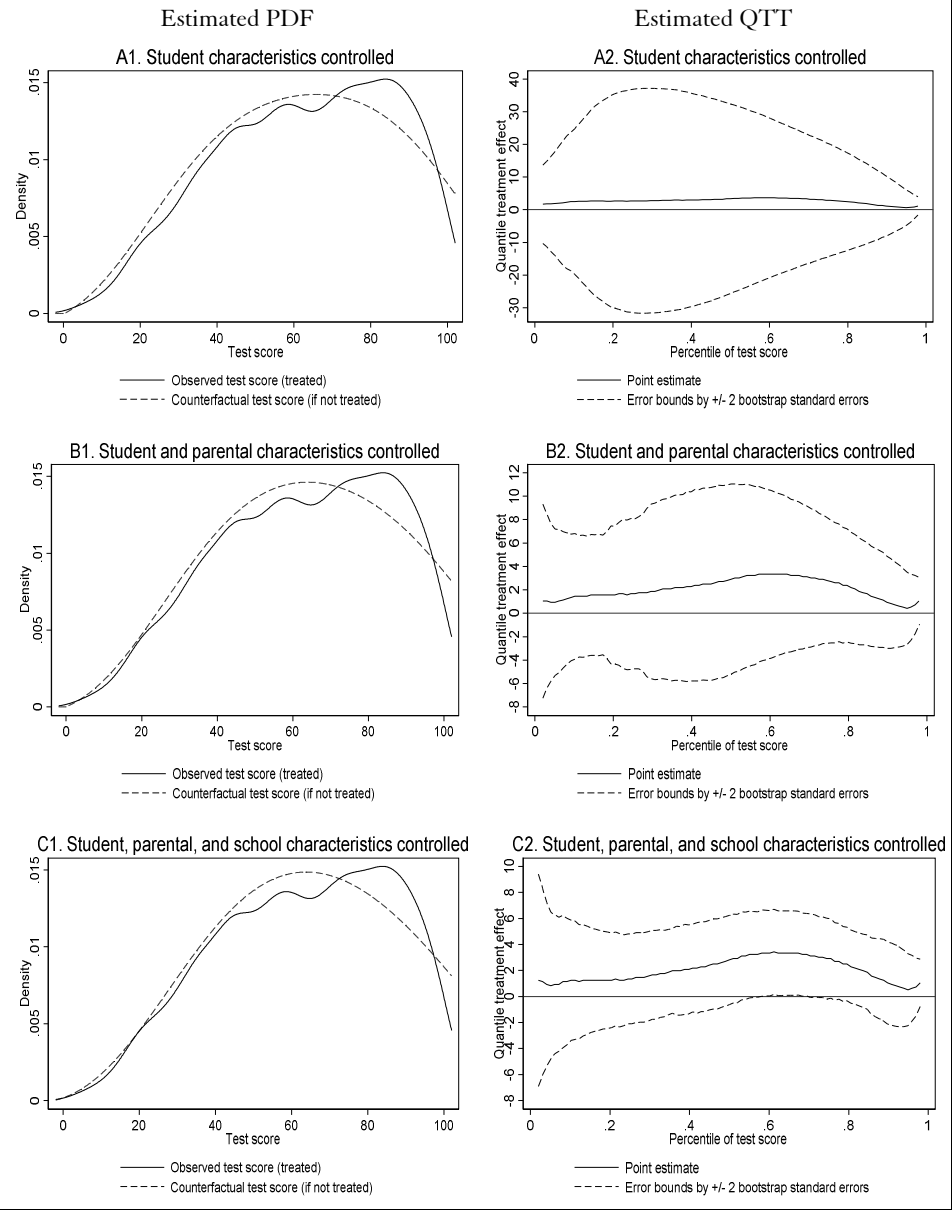 Estimated PDF
Estimated QTT
A1. Student characteristics controlled
Density
0 .005 .01 .015
0 20 40 60 80 100
Test score
Observed test score (treated)
Counterfactual test score (if not treated)
A2. Student characteristics controlled
Quantile treatment effect
-30 -20 -10 0 10 20 30 40
0 .2 .4 .6 .8 1
Percentile of test score
Point estimate
Error bounds by +/- 2 bootstrap standard errors
B1. Student and parental characteristics controlled
Density
0 .005 .01 .015
0 20 40 60 80 100
Test score
Observed test score (treated)
Counterfactual test score (if not treated)
B2. Student and parental characteristics controlled
Quantile treatment effect
-8 -6 -4 -2 0 2 4 6 8 10 12
0 .2 .4 .6 .8 1
Percentile of test score
Point estimate
Error bounds by +/- 2 bootstrap standard errors
C1. Student, parental, and school characteristics controlled
Density
0 .005 .01 .015
0 20 40 60 80 100
Test score
Observed test score (treated)
Counterfactual test score (if not treated)
C2. Student, parental, and school characteristics controlled
Quantile treatment effect
-8 -6 -4 -2 0 2 4 6 8 10
0 .2 .4 .6 .8 1
Percentile of test score
Point estimate
Error bounds by +/- 2 bootstrap standard errors